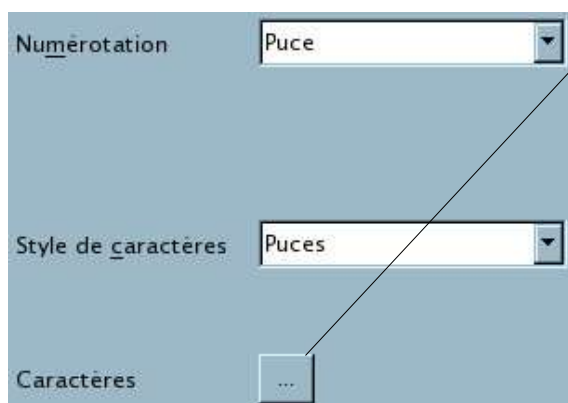 Numérotation Puce
Style de caractères Puces
Caractères ...